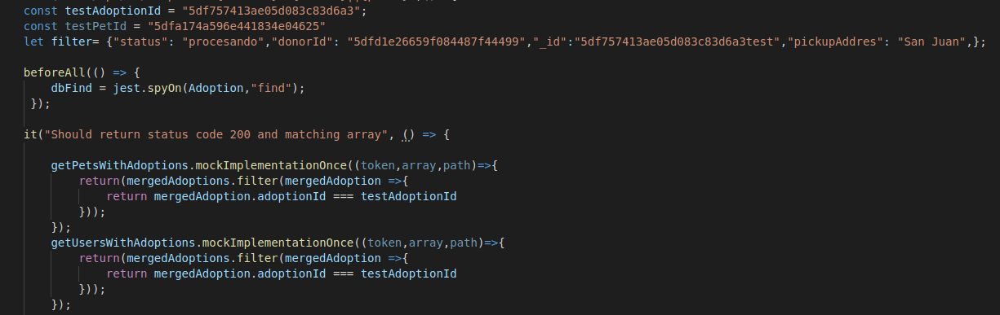 const testAdoptionId = "5df757413ae05d083c83d6a3";
const testPetId = "5dfa174a596e441834e04625"
let filter= {"status": "procesando","donorId": "5dfd1e26659f084487f44499","_id":"5df757413ae05d083c83d6a3test","pickupAddres": "San Juan",};
beforeAll(() => {
dbFind = jest.spyOn(Adoption,"find");
});
it("Should return status code 200 and matching array", () => {
getPetsWithAdoptions.mockImplementationOnce((token,array,path)=>{
return(mergedAdoptions.filter(mergedAdoption =>{
return mergedAdoption.adoptionId === testAdoptionId
}));
});
getUsersWithAdoptions.mockImplementationOnce((token,array,path)=>{
return(mergedAdoptions.filter(mergedAdoption =>{
return mergedAdoption.adoptionId === testAdoptionId
}));
});